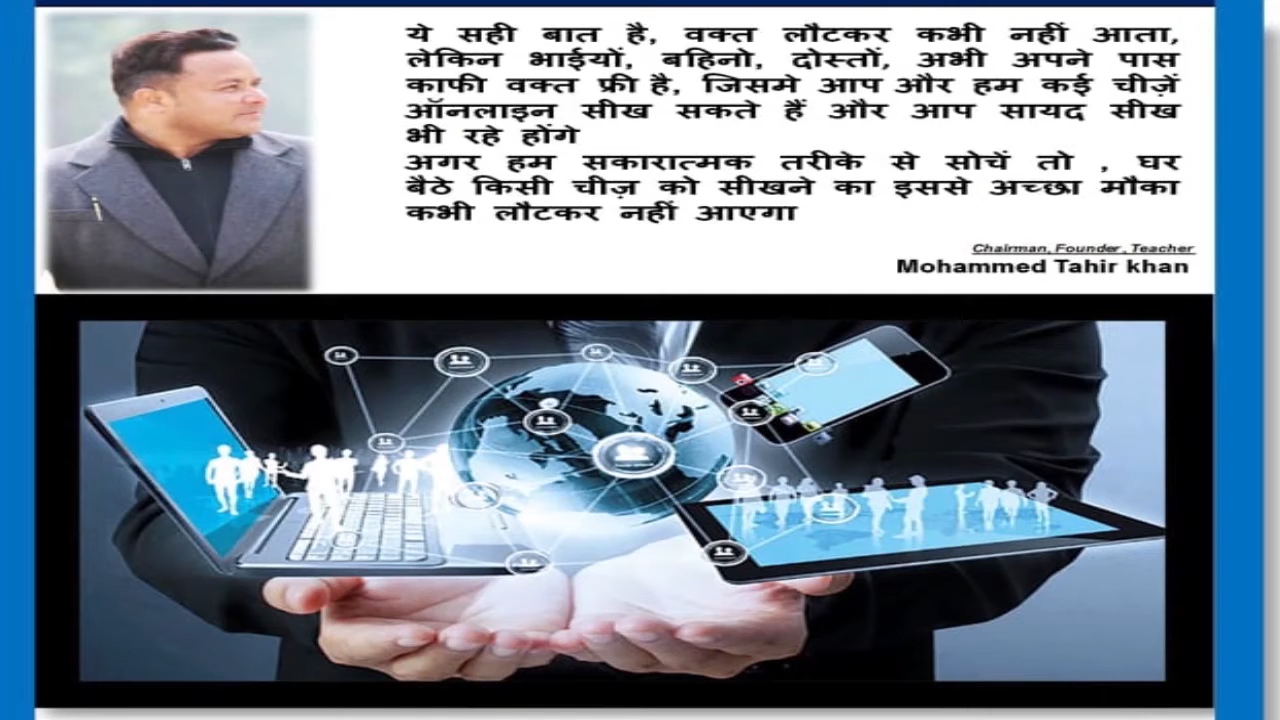 ये सही बात है, वक्त लौटकर कभी नहीं आता,
लेकिन भाईयों, बहिनो, दोस्तों, अभी अपने पास
काफी वक्त फ्री है, जिसमे आप और हम कई चीज़ें
ऑनलाइन सीख सकते हैं और आप सायद सीख
भी रहे होंगे
अगर हम सकारात्मक तरीके से सोचें तो , घर
बैठे किसी चीज़ को सीखने का इससे अच्छा मौका
कभी लौटकर नहीं आएगा
Chairman, Founder, Teacher
Mohammed Tahir khan